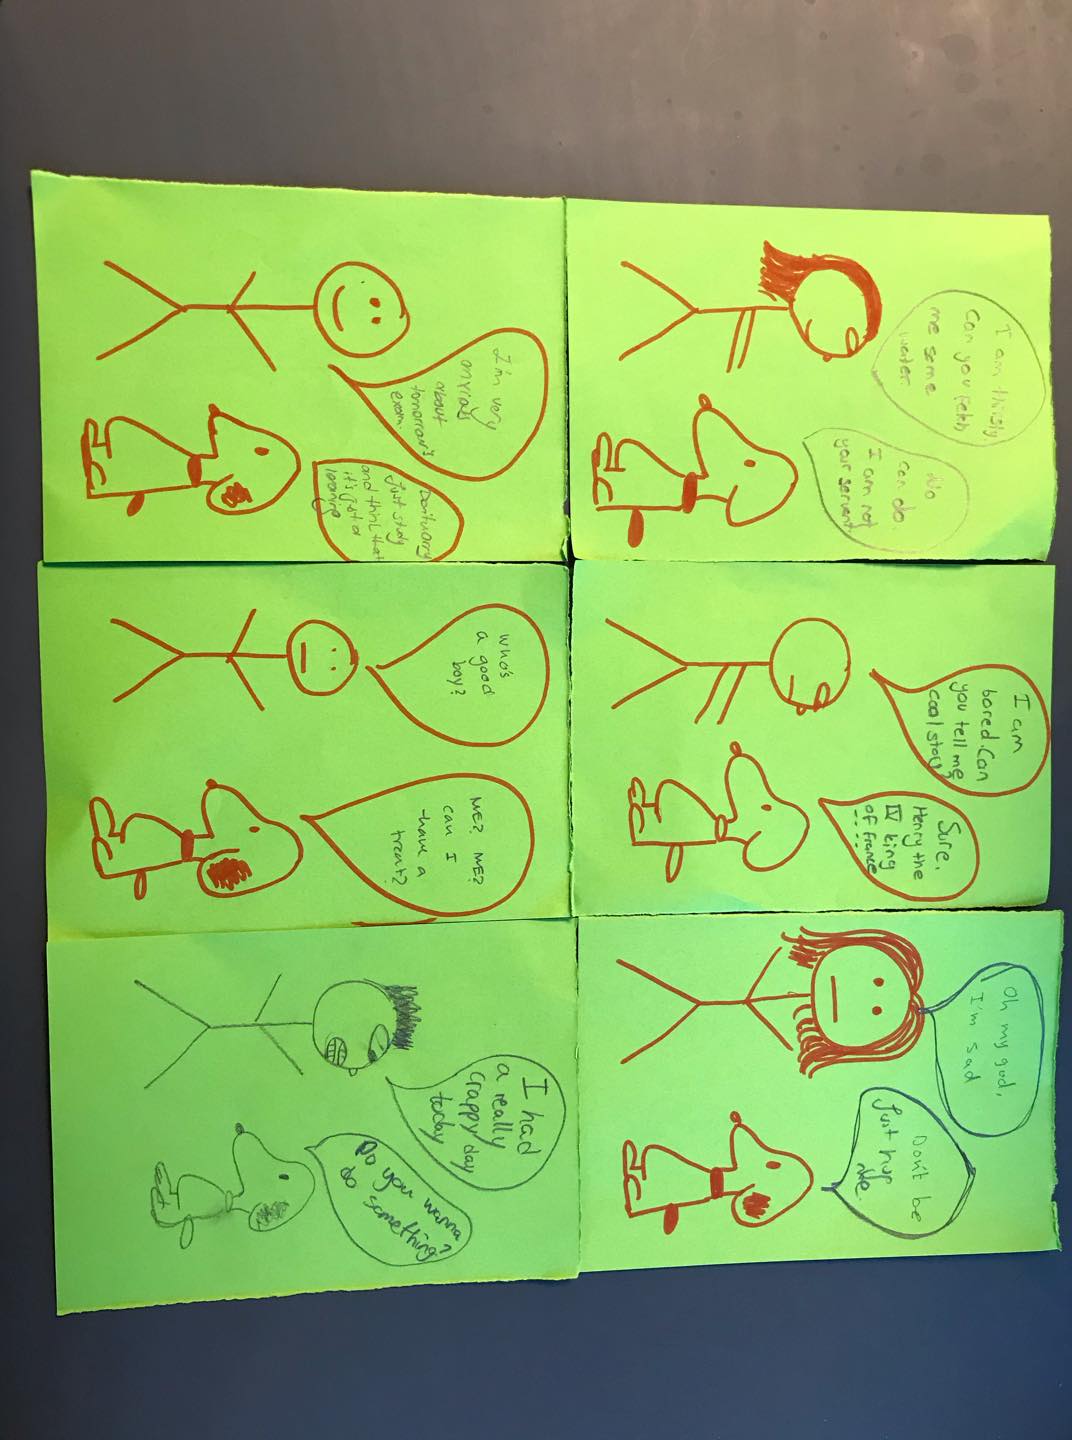 I am thirsty.
Can you fetch
me some
water.
No
can do.
I am not
your servant.
I am
bored. Can
you tell me
cool story?
Sure.
Henry the
IV king
of France
....
Oh my god,
I'm sad
Don't be
Just hug
me.
I'm very
anxious
about
tomorrow's
exam.
Don't worry
Just study
and think that
it's just a
learning
who's
a good
boy?
ME? ME?
can I
have a
treat?
I had
a really
crappy day
today
Do you wanna
do something?